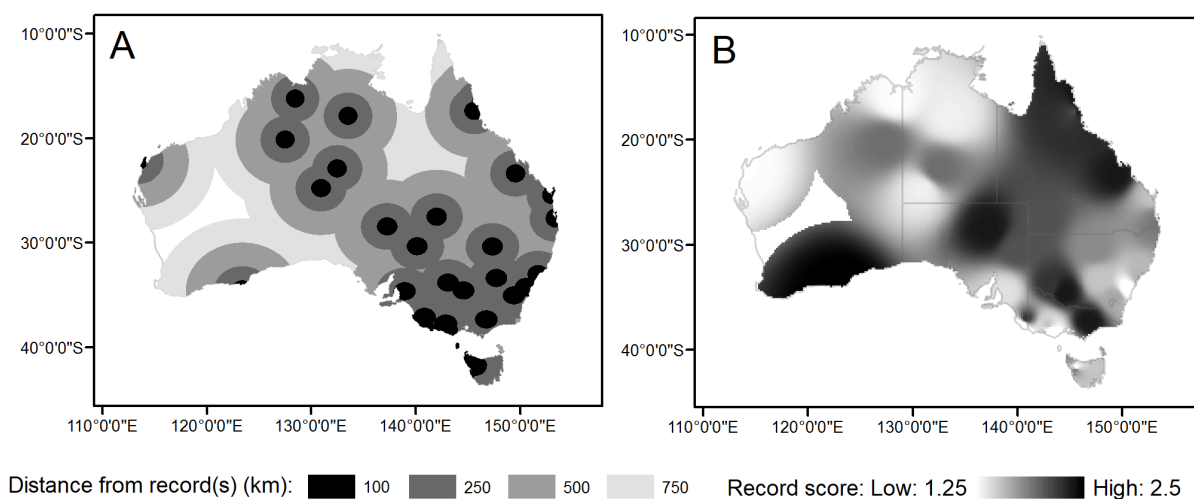 A
10°0'0"S
20°0'0"S
30°0'0"S
40°0'0"S
110°0'0"E
120°0'0"E
130°0'0"E
140°0'0"E
150°0'0"E
B
10°0'0"S
20°0'0"S
30°0'0"S
40°0'0"S
110°0'0"E
120°0'0"E
130°0'0"E
140°0'0"E
150°0'0"E
Distance from record(s) (km): 100 250 500 750
Record score: Low: 1.25 High: 2.5